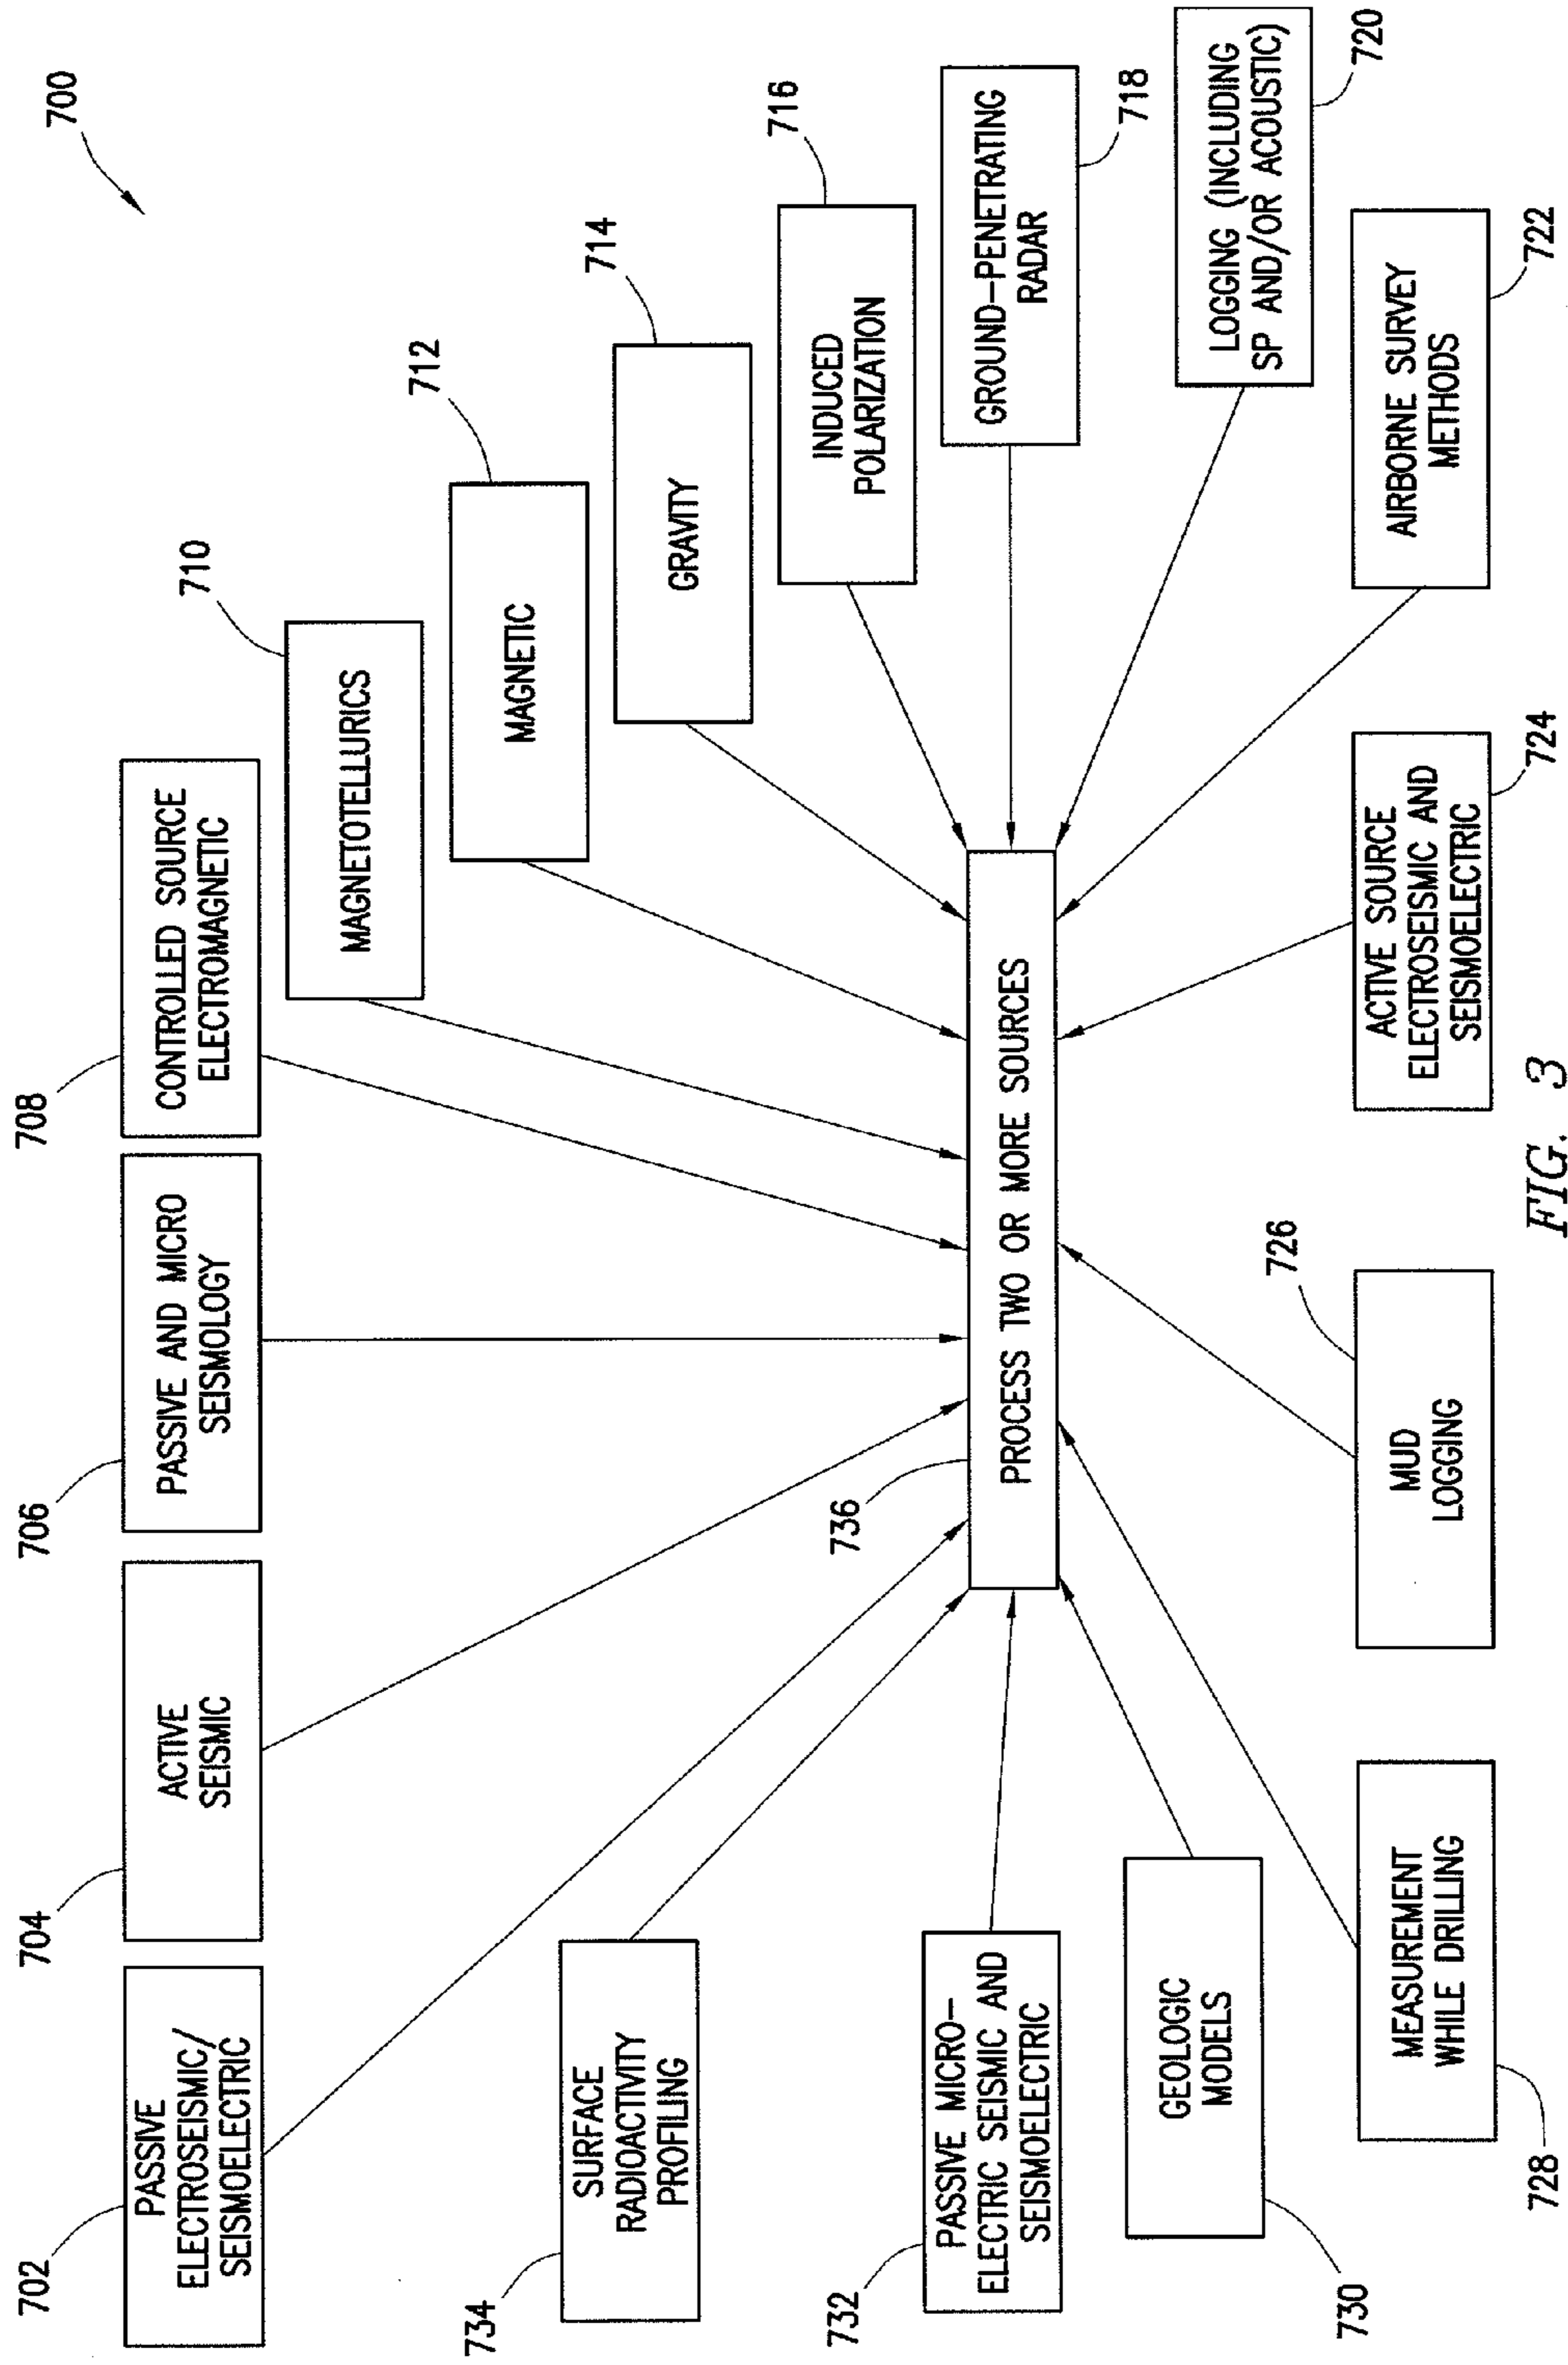 700
702
PASSIVE
ELECTROSEISMIC/
SEISMOELECTRIC
704
ACTIVE
SEISMIC
706
PASSIVE AND MICRO
SEISMOLOGY
708
CONTROLLED SOURCE
ELECTROMAGNETIC
710
MAGNETOTELLURICS
712
MAGNETIC
714
GRAVITY
716
INDUCED
POLARIZATION
718
GROUND-PENETRATING
RADAR
720
LOGGING (INCLUDING
SP AND/OR ACOUSTIC)
722
AIRBORNE SURVEY
METHODS
724
ACTIVE SOURCE
ELECTROSEISMIC AND
SEISMOELECTRIC
726
MUD
LOGGING
728
MEASUREMENT
WHILE DRILLING
730
GEOLOGIC
MODELS
732
PASSIVE MICRO-
ELECTRIC SEISMIC AND
SEISMOELECTRIC
734
SURFACE
RADIOACTIVITY
PROFILING
736
PROCESS TWO OR MORE SOURCES
FIG. 3